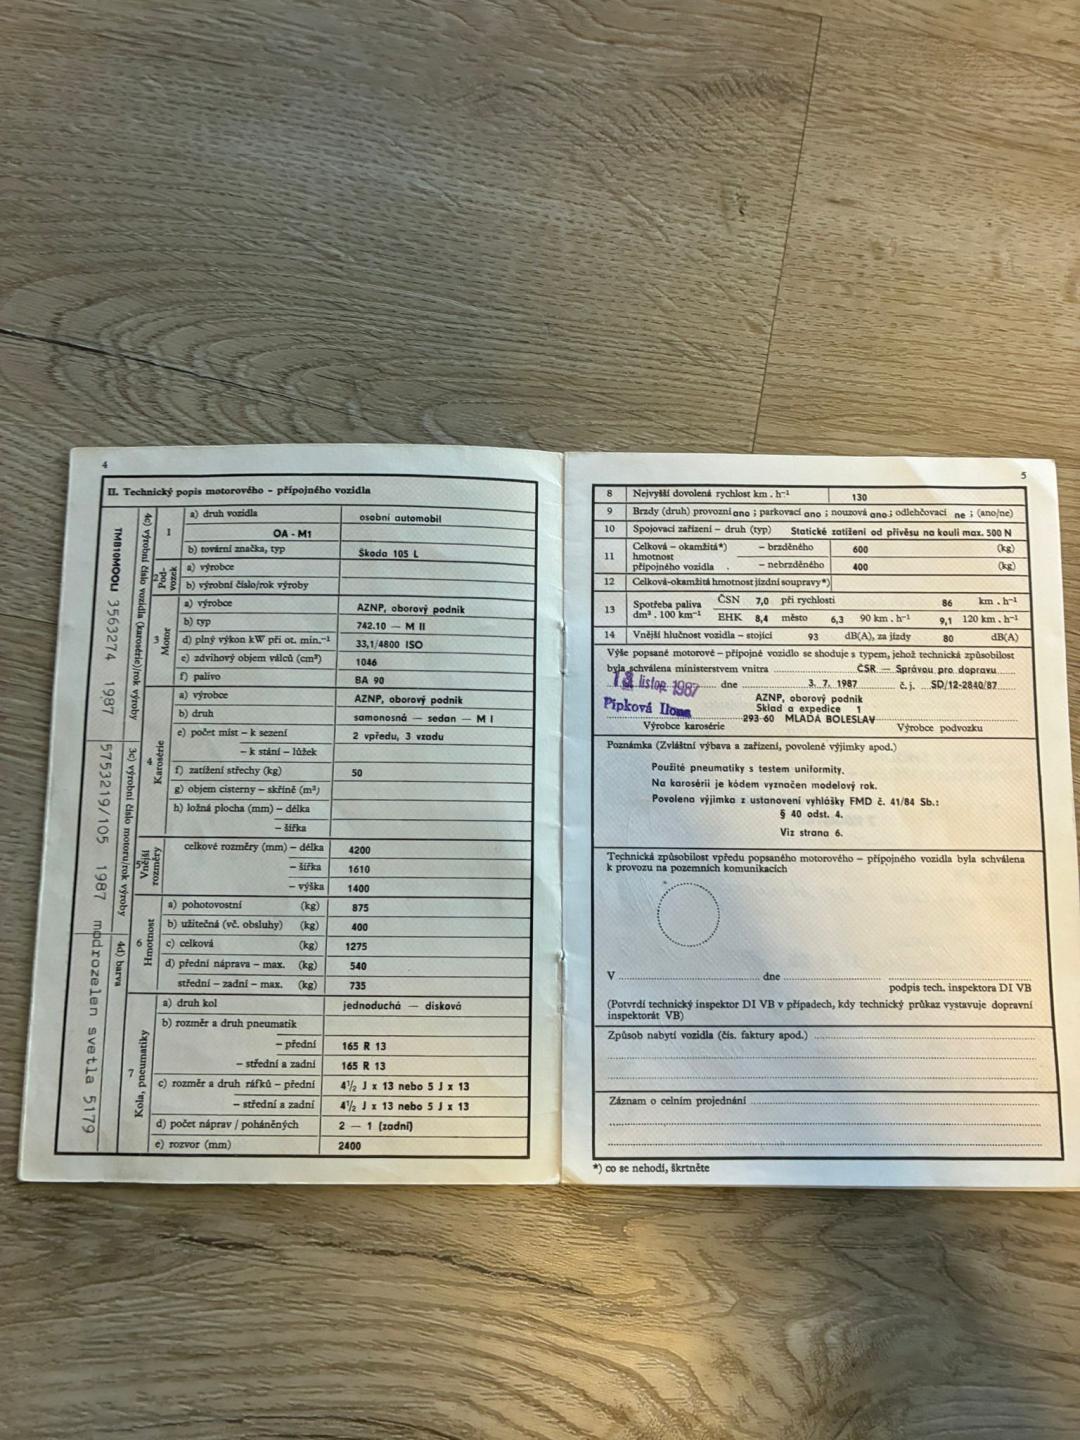 4
II. Technický popis motorového – přípojného vozidla
4c) výrobní číslo vozidla (karosérie)/rok výroby
TMB10MOOU 3563274 1987
3c) výrobní číslo motoru/rok výroby
5753219/105 1987
4d) barva
modrozelen svetla 5179
1
a) druh vozidla osobní automobil
OA - M1
b) tovární značka, typ Škoda 105 L
2 Pod-vozek
a) výrobce
b) výrobní číslo/rok výroby
3 Motor
a) výrobce AZNP, oborový podnik
b) typ 742.10 — M II
d) plný výkon kW při ot. min.⁻¹ 33,1/4800 ISO
e) zdvihový objem válců (cm³) 1046
f) palivo BA 90
4 Karosérie
a) výrobce AZNP, oborový podnik
b) druh samonosná — sedan — M I
e) počet míst – k sezení 2 vpředu, 3 vzadu
– k stání – lůžek
f) zatížení střechy (kg) 50
g) objem cisterny – skříně (m³)
h) ložná plocha (mm) – délka
– šířka
5 Vnější rozměry
celkové rozměry (mm) – délka 4200
– šířka 1610
– výška 1400
6 Hmotnost
a) pohotovostní (kg) 875
b) užitečná (vč. obsluhy) (kg) 400
c) celková (kg) 1275
d) přední náprava – max. (kg) 540
střední – zadní – max. (kg) 735
7 Kola, pneumatiky
a) druh kol jednoduchá — disková
b) rozměr a druh pneumatik
– přední 165 R 13
– střední a zadní 165 R 13
c) rozměr a druh ráfků – přední 4½ J x 13 nebo 5 J x 13
– střední a zadní 4½ J x 13 nebo 5 J x 13
d) počet náprav / poháněných 2 — 1 (zadní)
e) rozvor (mm) 2400
5
8 Nejvyšší dovolená rychlost km . h⁻¹ 130
9 Brzdy (druh) provozní ano ; parkovací ano ; nouzová ano ; odlehčovací ne ; (ano/ne)
10 Spojovací zařízení – druh (typ) Statické zatížení od přívěsu na kouli max. 500 N
11 Celková – okamžitá*) – brzděného 600 (kg)
hmotnost
přípojného vozidla – nebrzděného 400 (kg)
12 Celková-okamžitá hmotnost jízdní soupravy*)
13 Spotřeba paliva ČSN 7,0 při rychlosti 86 km . h⁻¹
dm³ . 100 km⁻¹ EHK 8,4 město 6,3 90 km . h⁻¹ 9,1 120 km . h⁻¹
14 Vnější hlučnost vozidla – stojící 93 dB(A), za jízdy 80 dB(A)
Výše popsané motorové – přípojné vozidlo se shoduje s typem, jehož technická způsobilost
byla schválena ministerstvem vnitra ČSR — Správou pro dopravu
listop 1987 dne 3. 7. 1987 č. j. SD/12-2840/87
Pipková Ilona
AZNP, oborový podnik
Sklad a expedice 1
293 60 MLADÁ BOLESLAV
Výrobce karosérie Výrobce podvozku
Poznámka (Zvláštní výbava a zařízení, povolené výjimky apod.)
Použité pneumatiky s testem uniformity.
Na karosérii je kódem vyznačen modelový rok.
Povolena výjimka z ustanovení vyhlášky FMD č. 41/84 Sb.:
§ 40 odst. 4.
Viz strana 6.
Technická způsobilost vpředu popsaného motorového – přípojného vozidla byla schválena
k provozu na pozemních komunikacích
V dne
podpis tech. inspektora DI VB
(Potvrdí technický inspektor DI VB v případech, kdy technický průkaz vystavuje dopravní
inspektorát VB)
Způsob nabytí vozidla (čís. faktury apod.)
Záznam o celním projednání
*) co se nehodí, škrtněte